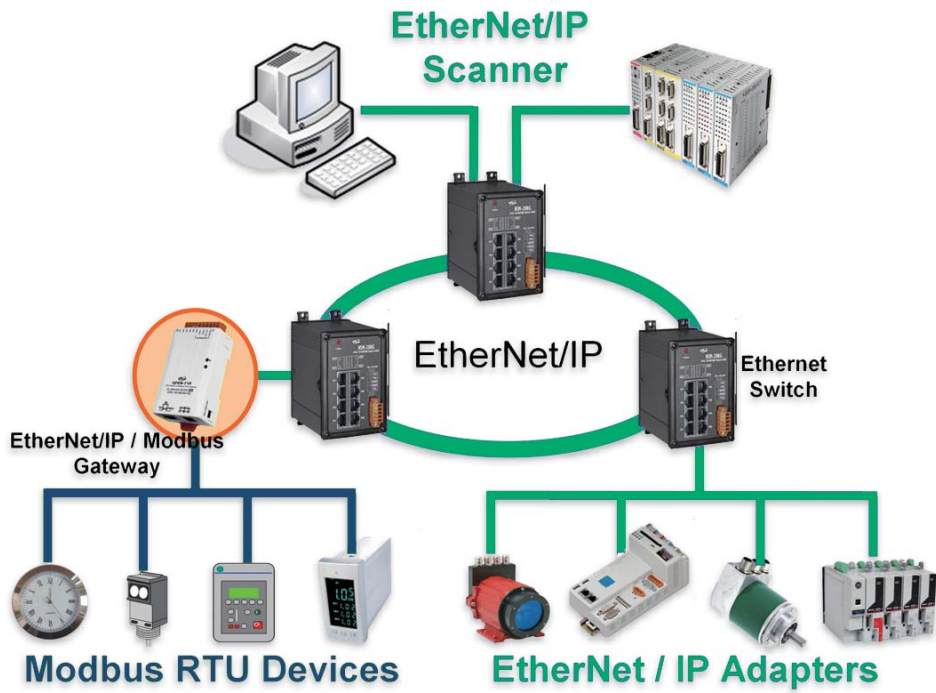 EtherNet/IP
Scanner
EtherNet/IP
Ethernet
Switch
EtherNet/IP / Modbus
Gateway
Modbus RTU Devices
EtherNet / IP Adapters